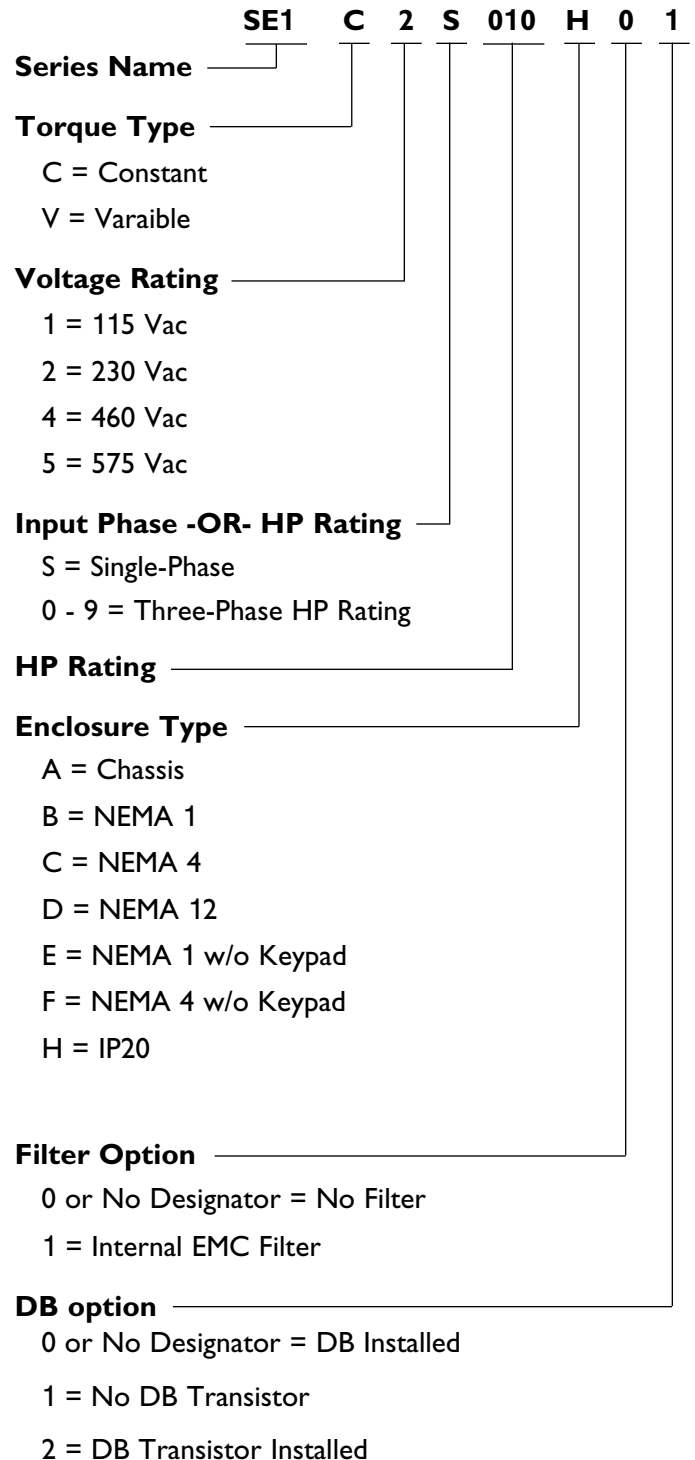 SE1 C 2 S 010 H 0 1
Series Name
Torque Type
C = Constant
V = Varaible
Voltage Rating
1 = 115 Vac
2 = 230 Vac
4 = 460 Vac
5 = 575 Vac
Input Phase -OR- HP Rating
S = Single-Phase
0 - 9 = Three-Phase HP Rating
HP Rating
Enclosure Type
A = Chassis
B = NEMA 1
C = NEMA 4
D = NEMA 12
E = NEMA 1 w/o Keypad
F = NEMA 4 w/o Keypad
H = IP20
Filter Option
0 or No Designator = No Filter
1 = Internal EMC Filter
DB option
0 or No Designator = DB Installed
1 = No DB Transistor
2 = DB Transistor Installed